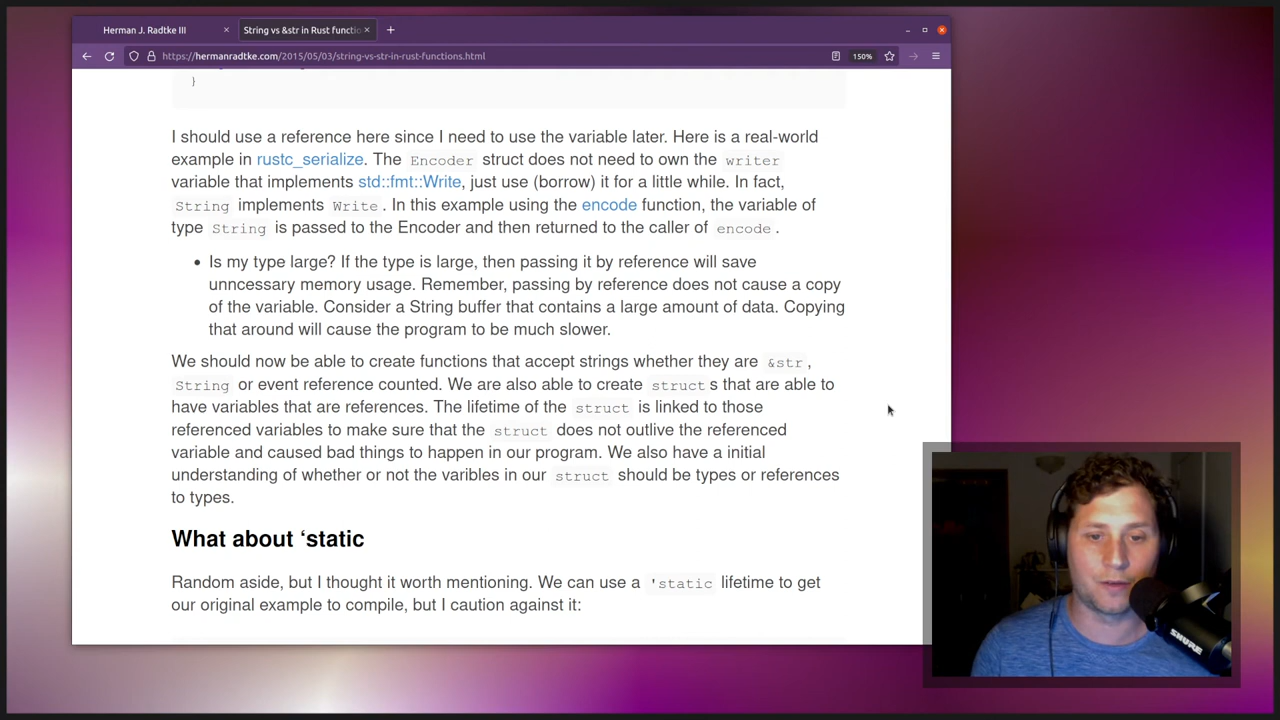 Herman J. Radtke III
String vs &str in Rust functio
https://hermanradtke.com/2015/05/03/string-vs-str-in-rust-functions.html
150%
}
I should use a reference here since I need to use the variable later. Here is a real-world
example in rustc_serialize. The Encoder struct does not need to own the writer
variable that implements std::fmt::Write, just use (borrow) it for a little while. In fact,
String implements Write. In this example using the encode function, the variable of
type String is passed to the Encoder and then returned to the caller of encode.
• Is my type large? If the type is large, then passing it by reference will save
unncessary memory usage. Remember, passing by reference does not cause a copy
of the variable. Consider a String buffer that contains a large amount of data. Copying
that around will cause the program to be much slower.
We should now be able to create functions that accept strings whether they are &str,
String or event reference counted. We are also able to create structs that are able to
have variables that are references. The lifetime of the struct is linked to those
referenced variables to make sure that the struct does not outlive the referenced
variable and caused bad things to happen in our program. We also have a initial
understanding of whether or not the varibles in our struct should be types or references
to types.
What about ‘static
Random aside, but I thought it worth mentioning. We can use a 'static lifetime to get
our original example to compile, but I caution against it:
SHURE